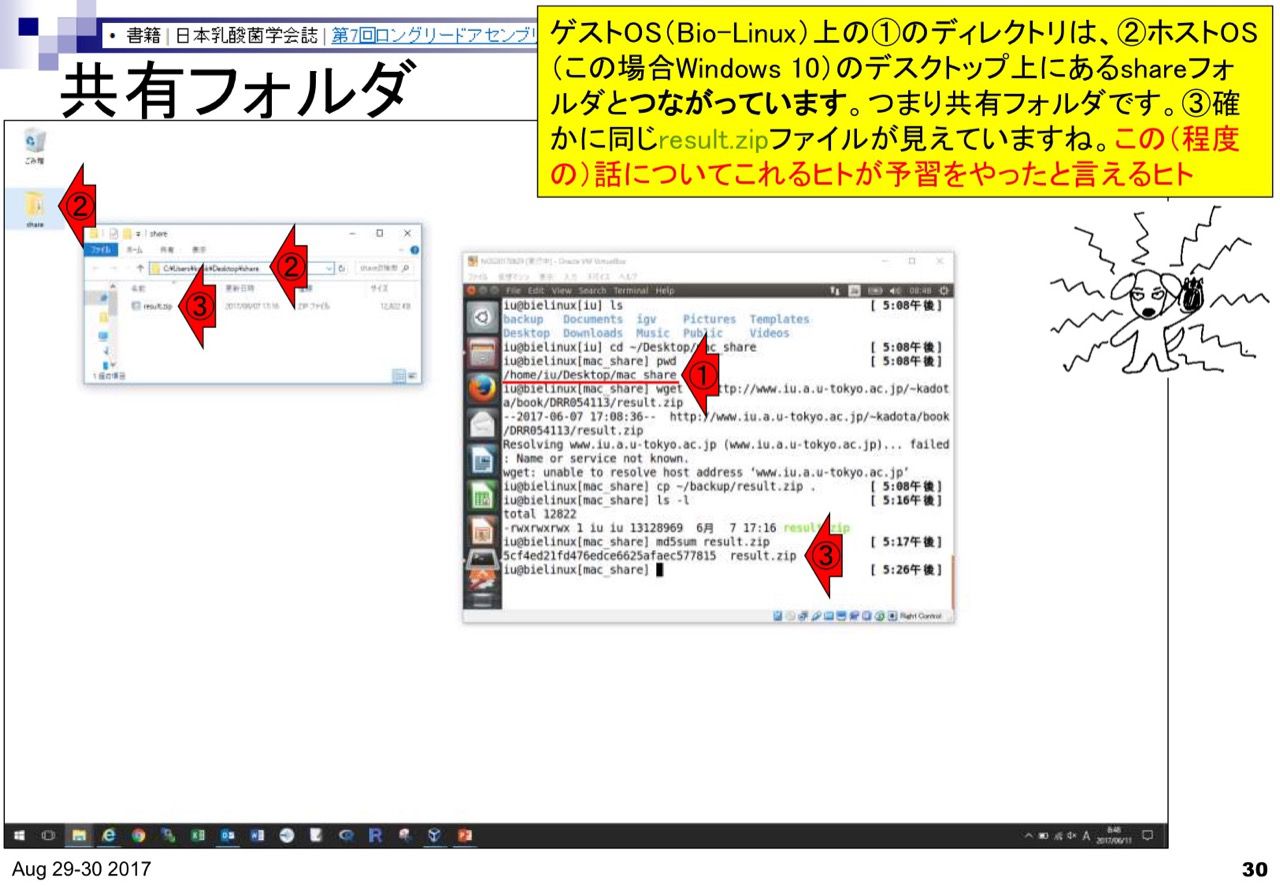 • 書籍 | 日本乳酸菌学会誌 | 第7回ロングリードアセンブリ
共有フォルダ
ゲストOS(Bio-Linux)上の①のディレクトリは、②ホストOS
(この場合Windows 10)のデスクトップ上にあるshareフォ
ルダとつながっています。つまり共有フォルダです。③確
かに同じresult.zipファイルが見えていますね。この(程度
の)話についてこれるヒトが予習をやったと言えるヒト
ごみ箱
share
②
share
ファイル ホーム 共有 表示
Desktop¥share
②
名前 更新日時 サイズ
result.zip 2017/06/07 17:16 ZIP ファイル 12,822 KB
③
1 個の項目
Oracle VM VirtualBox
File Edit View Search Terminal Help 08:48
iu@bielinux[iu] ls [ 5:08午後]
backup Documents igv Pictures Templates
Desktop Downloads Music Public Videos
iu@bielinux[iu] cd ~/Desktop/mac_share [ 5:08午後]
iu@bielinux[mac_share] pwd [ 5:08午後]
/home/iu/Desktop/mac_share
①
iu@bielinux[mac_share] wget http://www.iu.a.u-tokyo.ac.jp/~kadot
a/book/DRR054113/result.zip
--2017-06-07 17:08:36-- http://www.iu.a.u-tokyo.ac.jp/~kadota/book
/DRR054113/result.zip
Resolving www.iu.a.u-tokyo.ac.jp (www.iu.a.u-tokyo.ac.jp)... failed
: Name or service not known.
wget: unable to resolve host address ‘www.iu.a.u-tokyo.ac.jp’
iu@bielinux[mac_share] cp ~/backup/result.zip . [ 5:08午後]
iu@bielinux[mac_share] ls -l [ 5:16午後]
total 12822
-rwxrwxrwx 1 iu iu 13128969 6月 7 17:16 result.zip
iu@bielinux[mac_share] md5sum result.zip [ 5:17午後]
5cf4ed21fd476edce6625afaec577815 result.zip
③
iu@bielinux[mac_share] [ 5:26午後]
Right Control
A
8:48
2017/06/11
Aug 29-30 2017
30